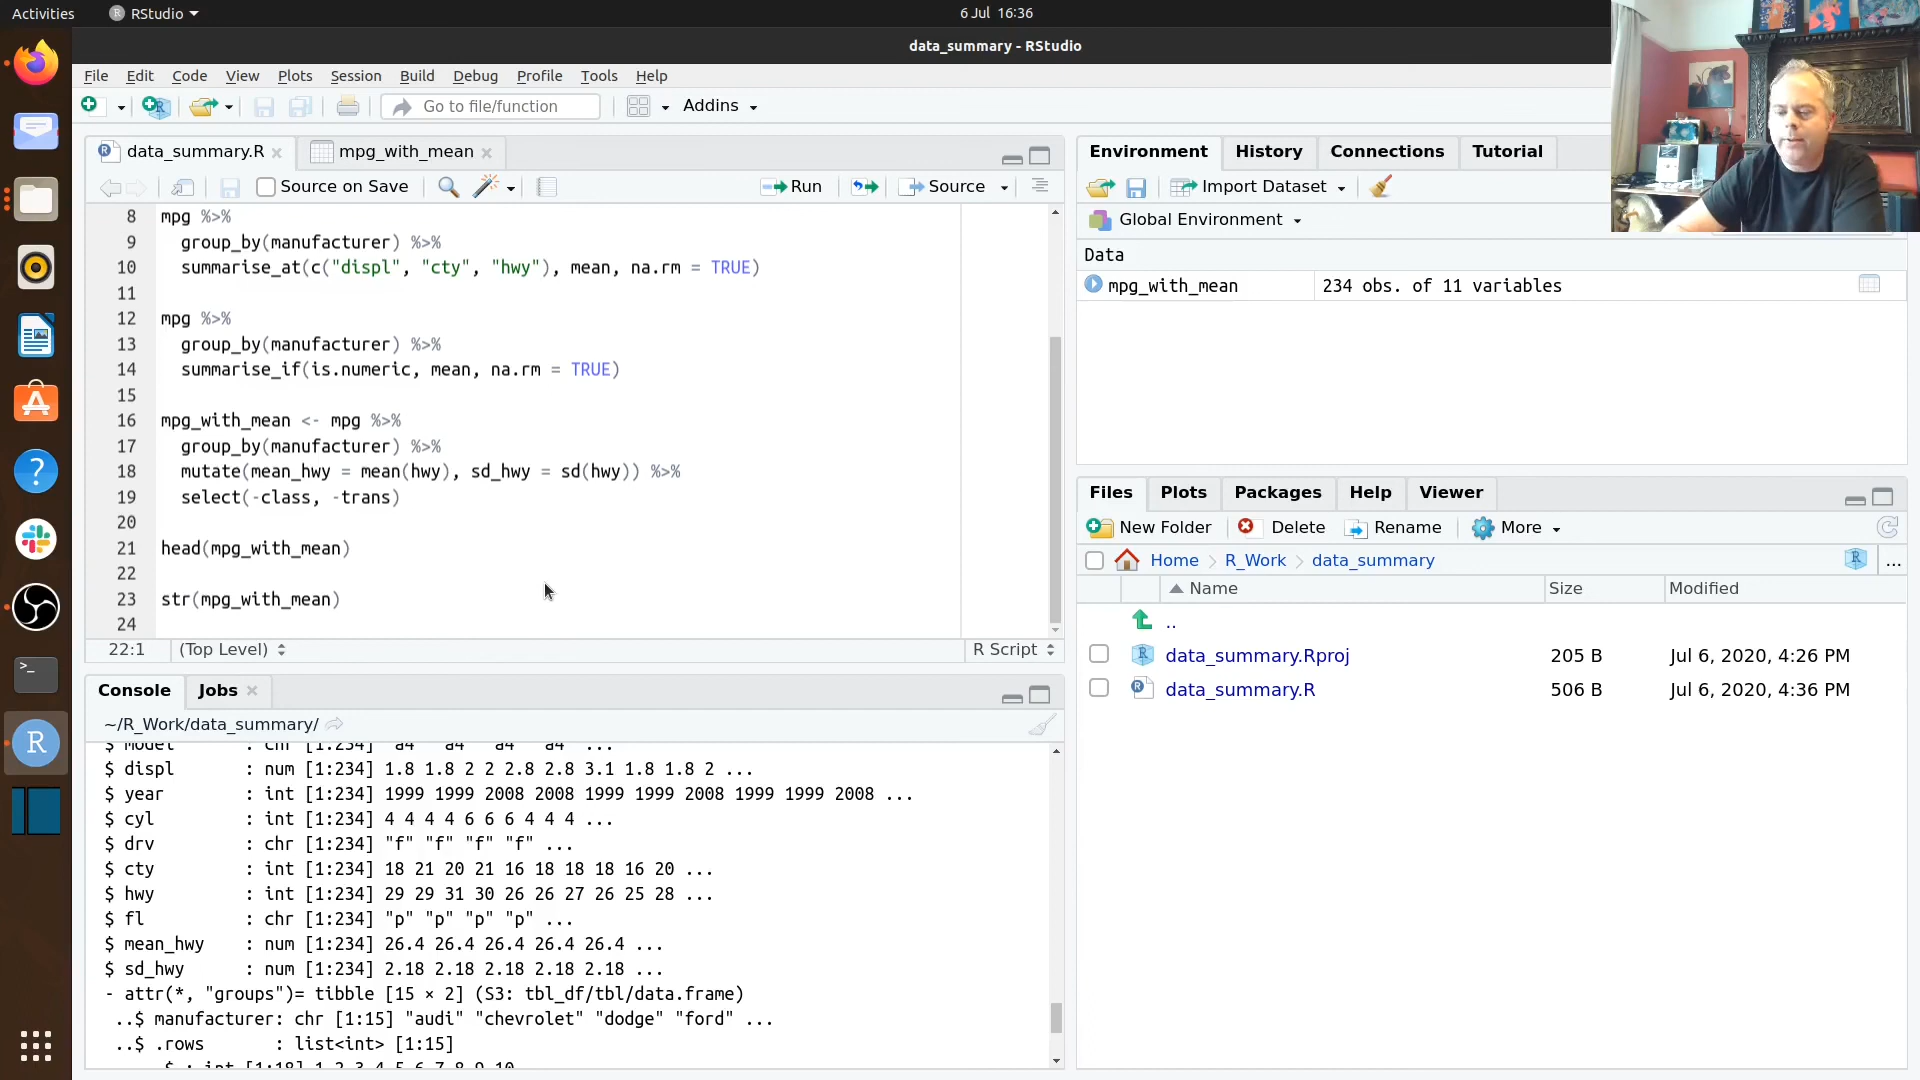 Activities
RStudio
6 Jul 16:36
data_summary - RStudio
File Edit Code View Plots Session Build Debug Profile Tools Help
Go to file/function
Addins
data_summary.R
mpg_with_mean
Source on Save
Run
Source
8 mpg %>%
9 group_by(manufacturer) %>%
10 summarise_at(c("displ", "cty", "hwy"), mean, na.rm = TRUE)
11
12 mpg %>%
13 group_by(manufacturer) %>%
14 summarise_if(is.numeric, mean, na.rm = TRUE)
15
16 mpg_with_mean <- mpg %>%
17 group_by(manufacturer) %>%
18 mutate(mean_hwy = mean(hwy), sd_hwy = sd(hwy)) %>%
19 select(-class, -trans)
20
21 head(mpg_with_mean)
22
23 str(mpg_with_mean)
24
22:1 (Top Level) R Script
Console Jobs
~/R_Work/data_summary/
$ model : chr [1:234] "a4" "a4" "a4" "a4" ...
$ displ : num [1:234] 1.8 1.8 2 2 2.8 2.8 3.1 1.8 1.8 2 ...
$ year : int [1:234] 1999 1999 2008 2008 1999 1999 2008 1999 1999 2008 ...
$ cyl : int [1:234] 4 4 4 4 6 6 6 4 4 4 ...
$ drv : chr [1:234] "f" "f" "f" "f" ...
$ cty : int [1:234] 18 21 20 21 16 18 18 18 16 20 ...
$ hwy : int [1:234] 29 29 31 30 26 26 27 26 25 28 ...
$ fl : chr [1:234] "p" "p" "p" "p" ...
$ mean_hwy : num [1:234] 26.4 26.4 26.4 26.4 26.4 ...
$ sd_hwy : num [1:234] 2.18 2.18 2.18 2.18 2.18 ...
- attr(*, "groups")= tibble [15 × 2] (S3: tbl_df/tbl/data.frame)
..$ manufacturer: chr [1:15] "audi" "chevrolet" "dodge" "ford" ...
..$ .rows : list<int> [1:15]
Environment History Connections Tutorial
Import Dataset
Global Environment
Data
mpg_with_mean 234 obs. of 11 variables
Files Plots Packages Help Viewer
New Folder Delete Rename More
Home R_Work data_summary ...
Name Size Modified
..
data_summary.Rproj 205 B Jul 6, 2020, 4:26 PM
data_summary.R 506 B Jul 6, 2020, 4:36 PM